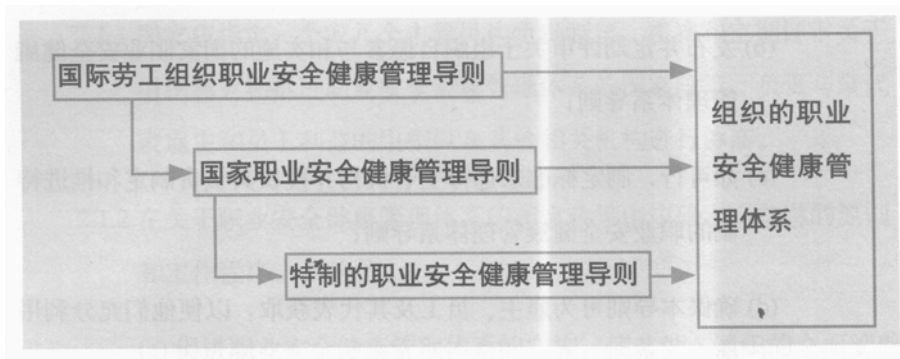 国际劳工组织职业安全健康管理导则
国家职业安全健康管理导则
特制的职业安全健康管理导则
组织的职业
安全健康管
理体系